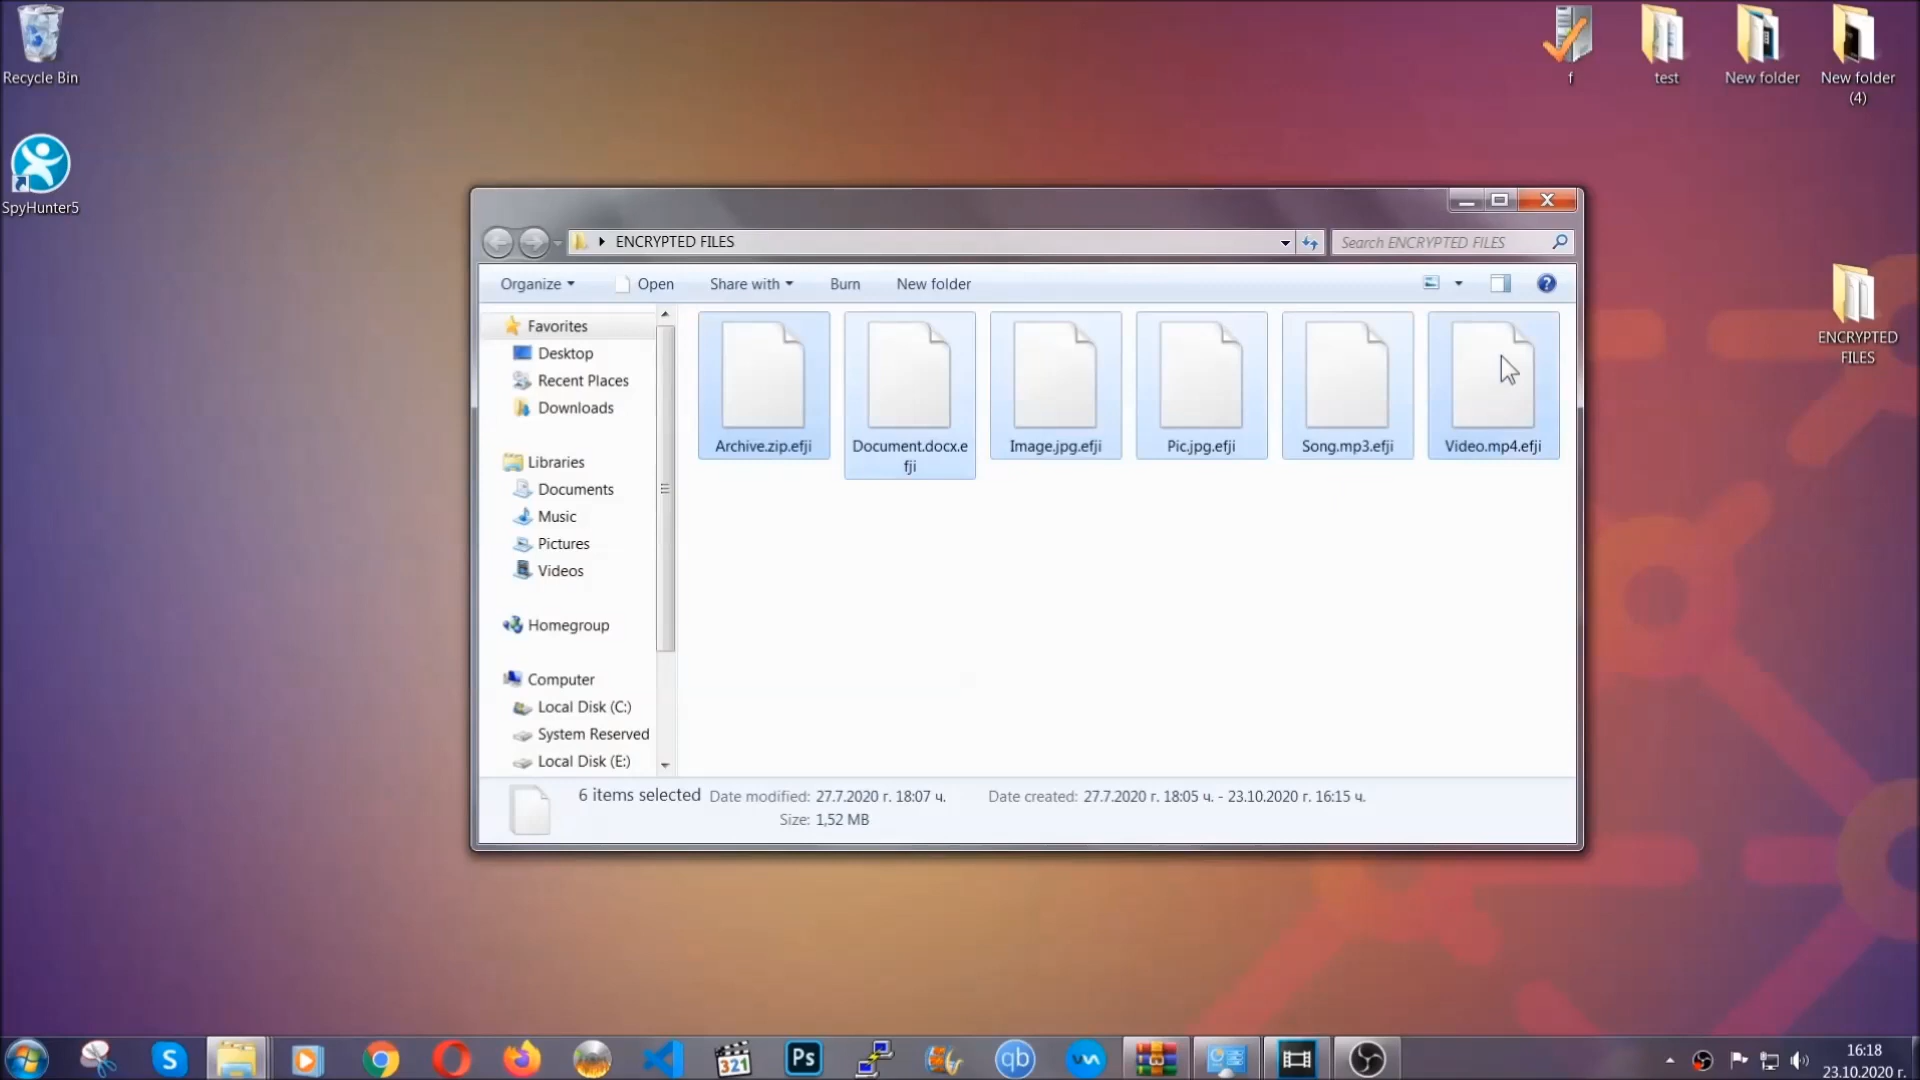 Recycle Bin
SpyHunter5
f
test
New folder
New folder
(4)
ENCRYPTED
FILES
ENCRYPTED FILES
Search ENCRYPTED FILES
Organize
Open
Share with
Burn
New folder
Favorites
Desktop
Recent Places
Downloads
Libraries
Documents
Music
Pictures
Videos
Homegroup
Computer
Local Disk (C:)
System Reserved
Local Disk (E:)
Archive.zip.efji
Document.docx.e
fji
Image.jpg.efji
Pic.jpg.efji
Song.mp3.efji
Video.mp4.efji
6 items selected Date modified: 27.7.2020 г. 18:07 ч. Date created: 27.7.2020 г. 18:05 ч. - 23.10.2020 г. 16:15 ч.
Size: 1,52 MB
S
321
Ps
qb
16:18
23.10.2020 г.